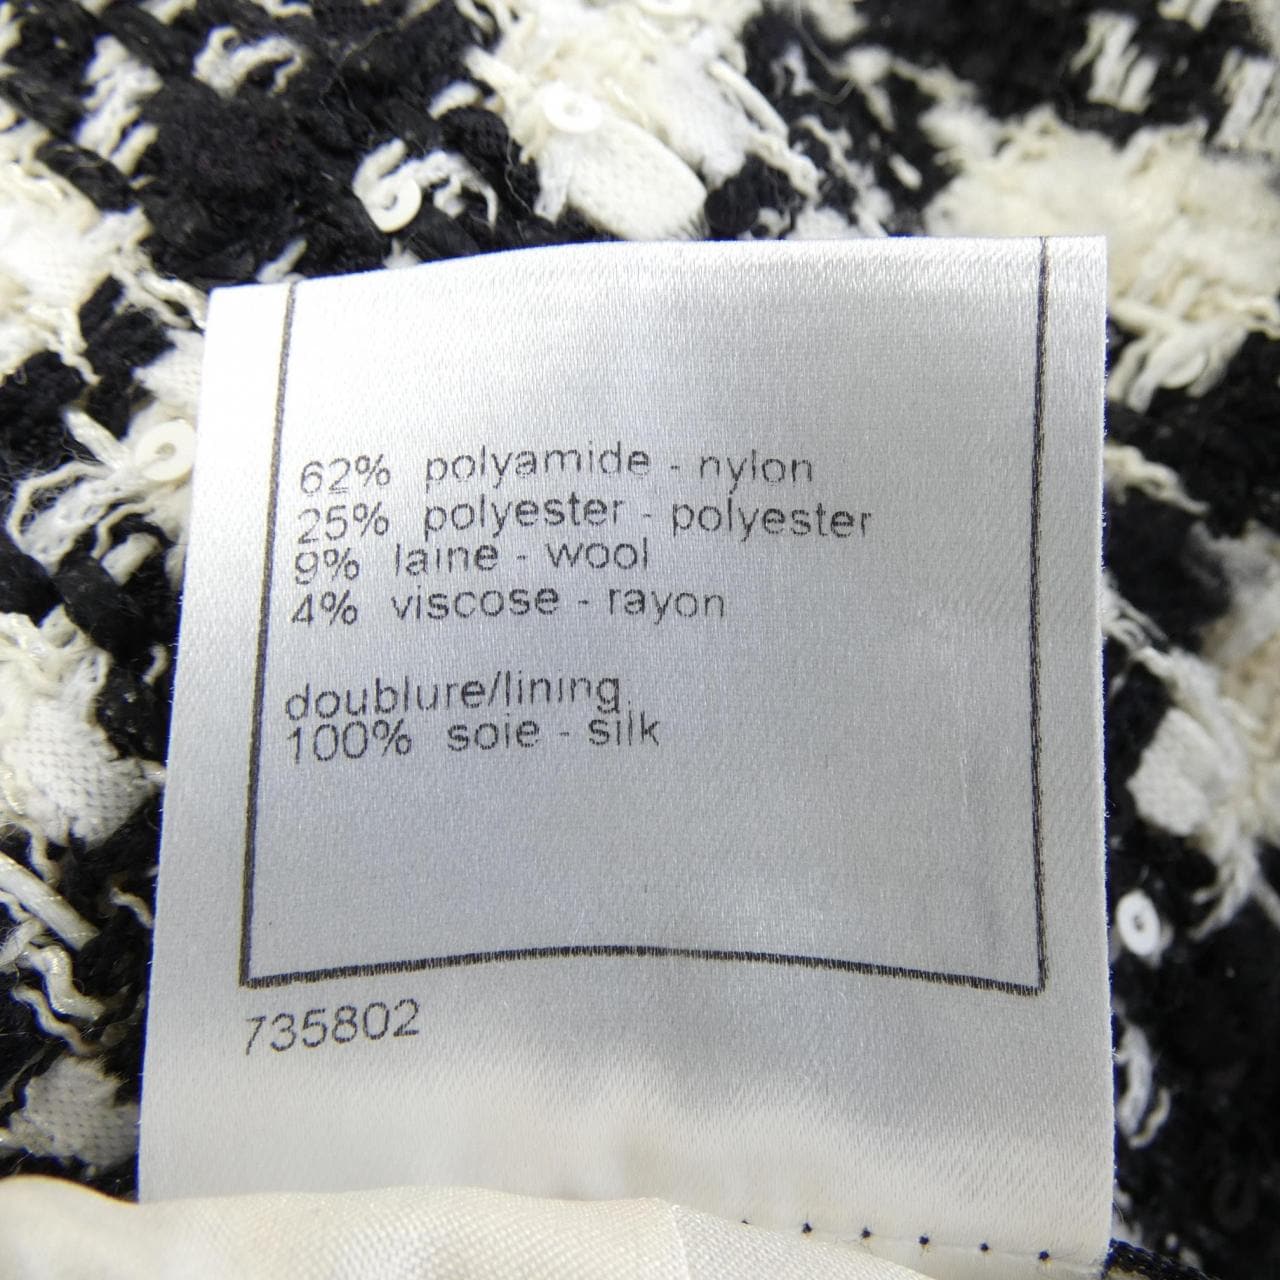 62% polyamide - nylon
25% polyester - polyester
9% laine - wool
4% viscose - rayon
doublure/lining
100% soie - silk
735802